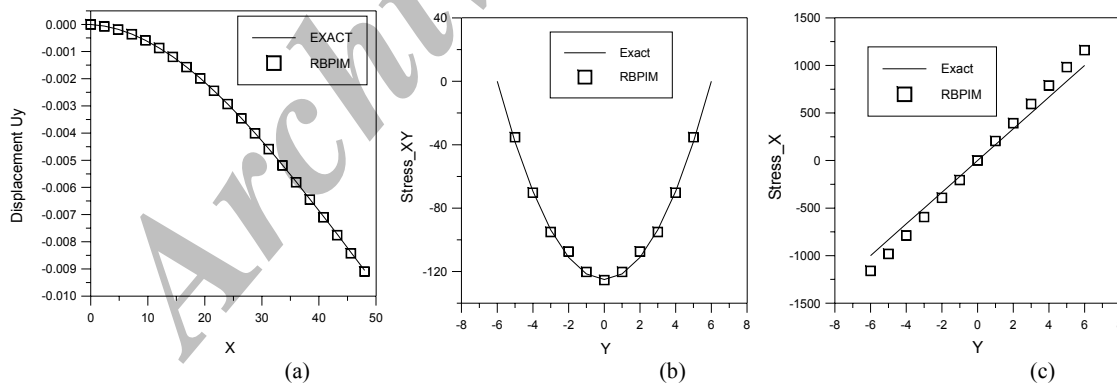 0.000
-0.001
-0.002
-0.003
-0.004
-0.005
-0.006
-0.007
-0.008
-0.009
-0.010
Displacement Uy
EXACT
RBPIM
0 10 20 30 40 50
X
(a)
0
-40
-80
-120
Stress_XY
Exact
RBPIM
-8 -6 -4 -2 0 2 4 6 8
Y
(b)
1500
1000
500
0
-500
-1000
-1500
Stress_X
Exact
RBPIM
-8 -6 -4 -2 0 2 4 6 8
Y
(c)